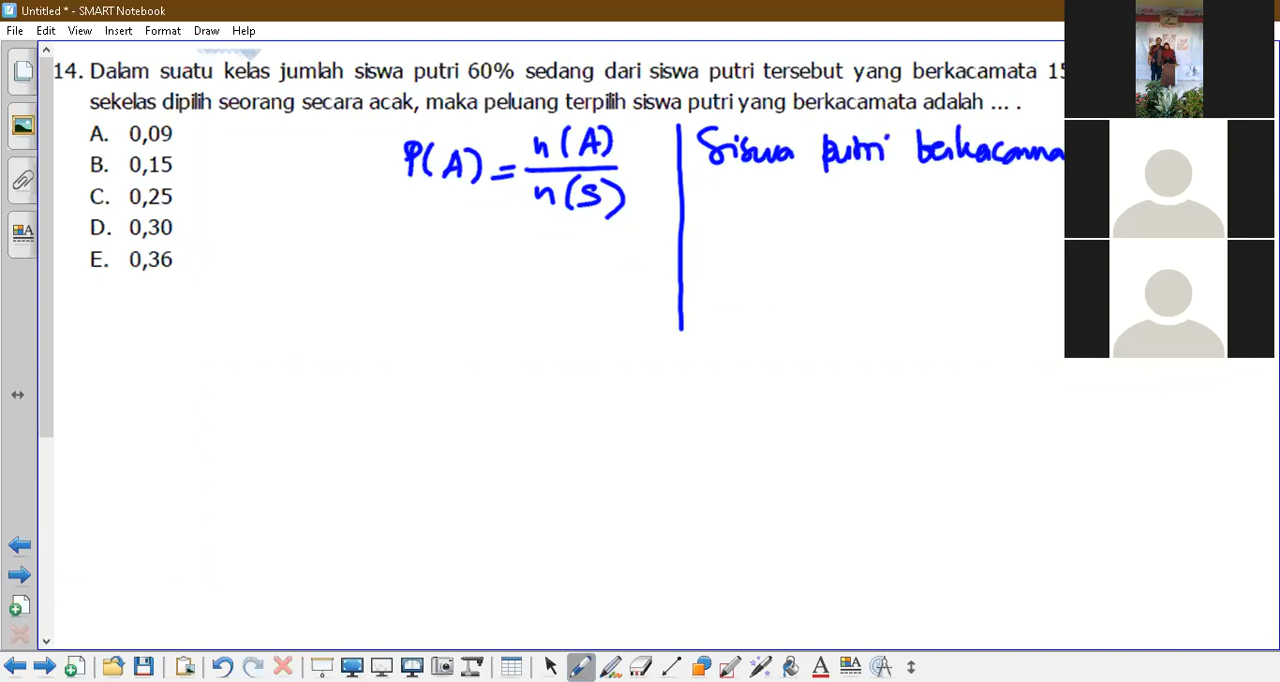 Untitled * - SMART Notebook
File Edit View Insert Format Draw Help
14. Dalam suatu kelas jumlah siswa putri 60% sedang dari siswa putri tersebut yang berkacamata
sekelas dipilih seorang secara acak, maka peluang terpilih siswa putri yang berkacamata adalah ... .
A. 0,09
B. 0,15
C. 0,25
D. 0,30
E. 0,36
P(A) = n(A)
n(S)
Siswa putri